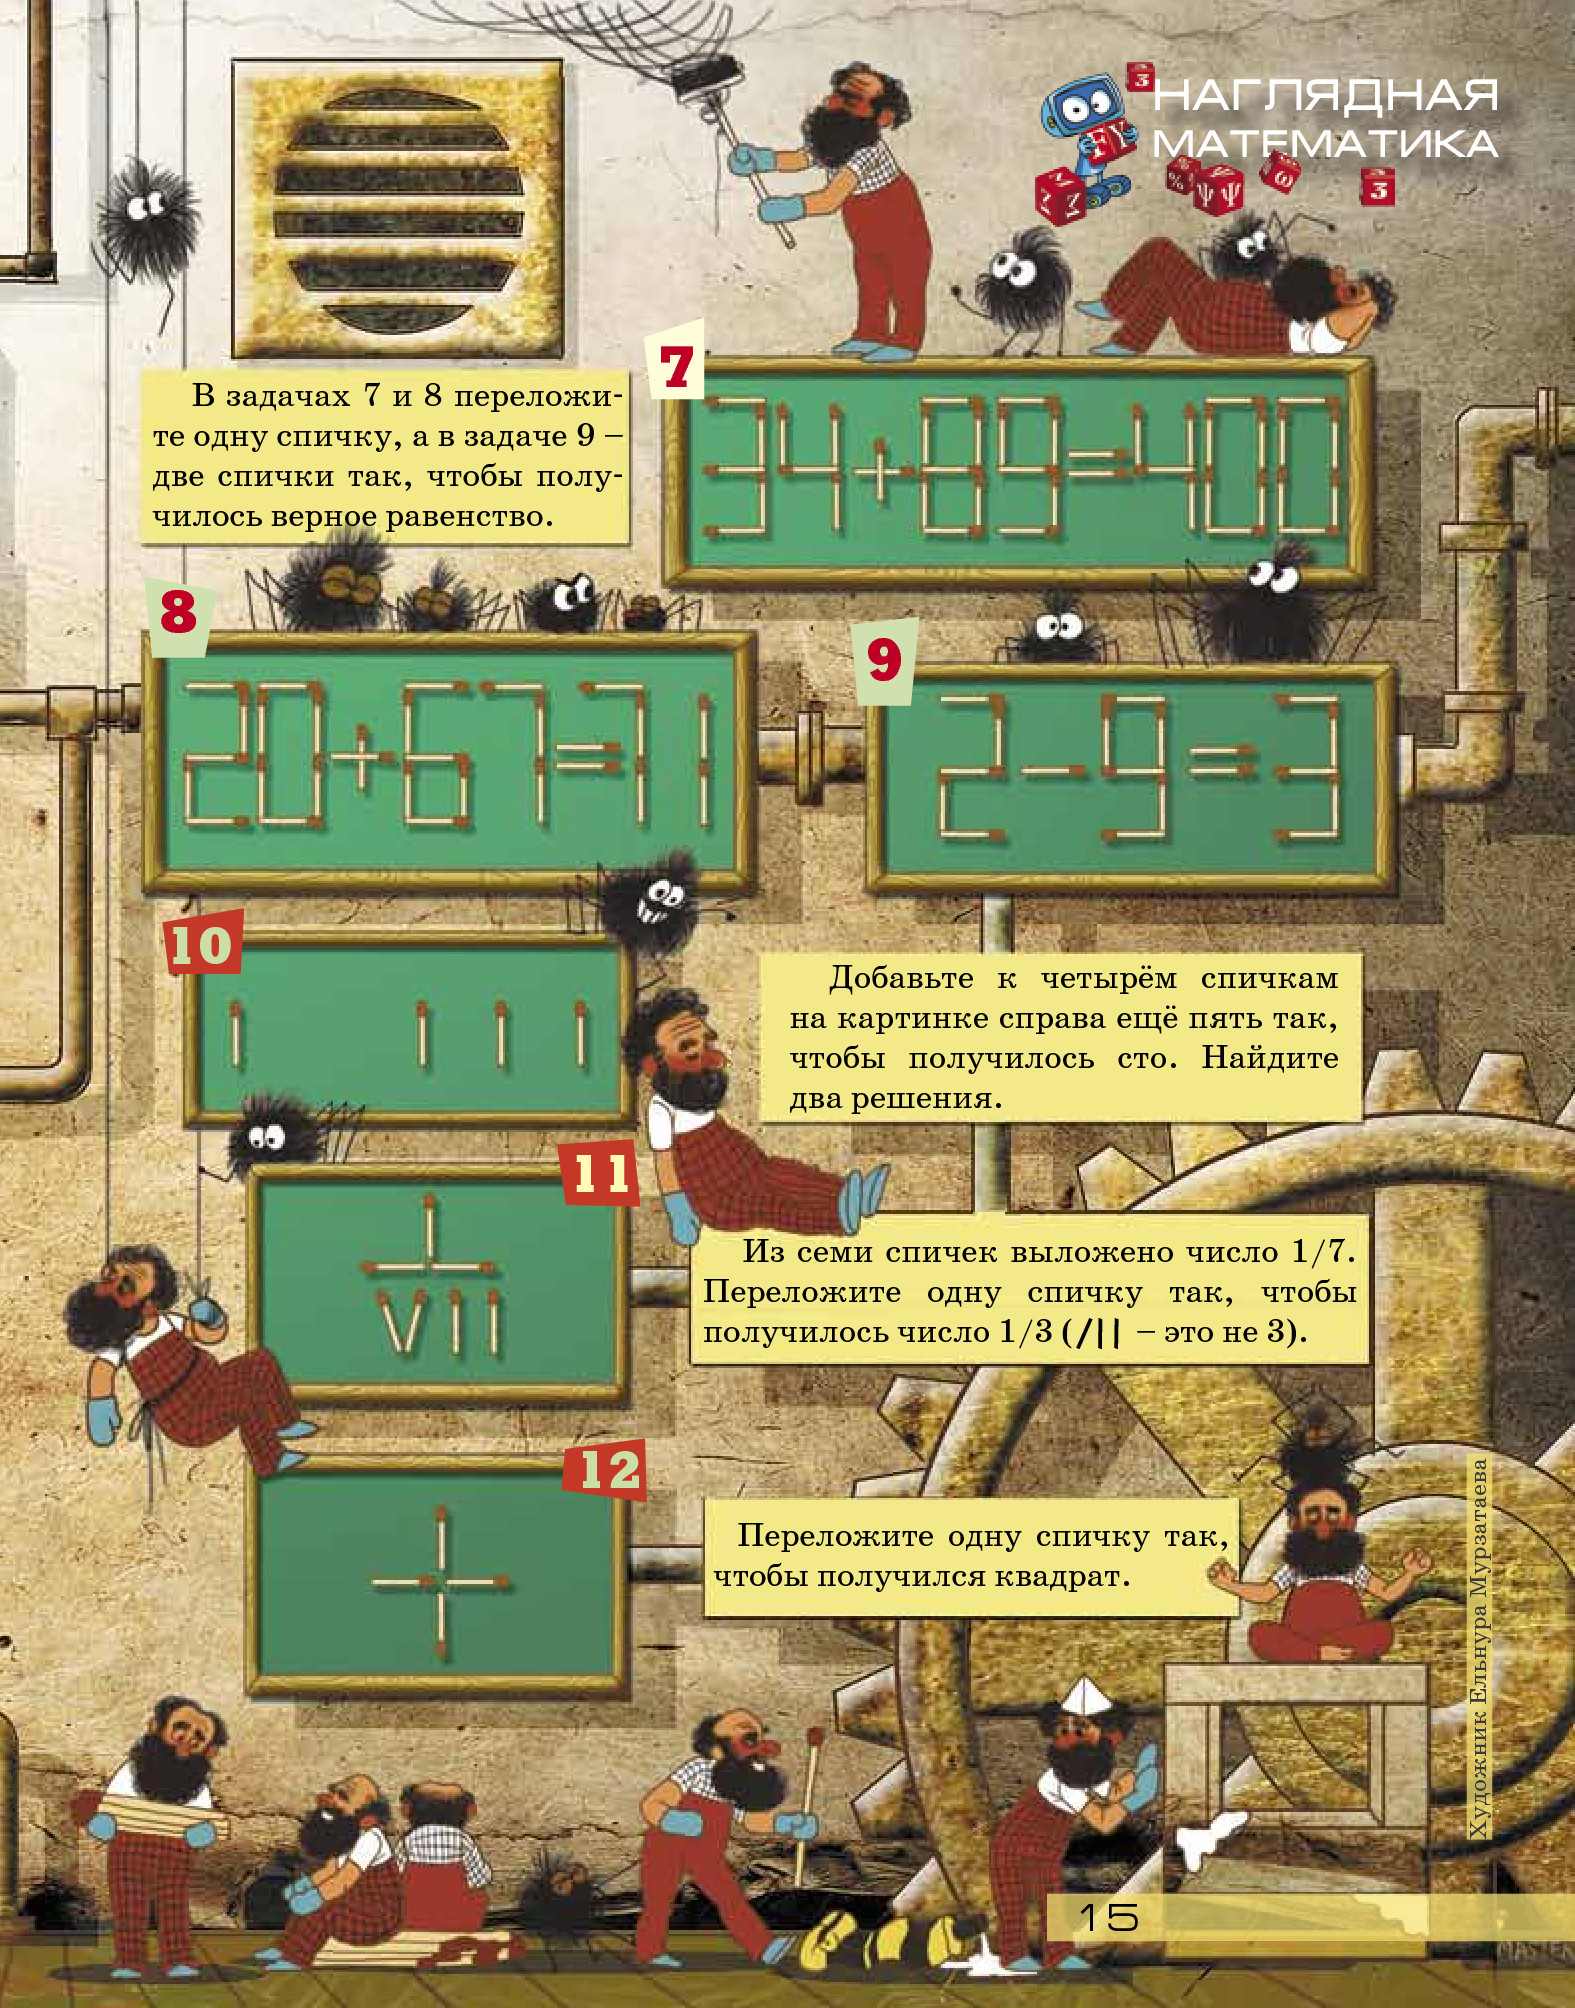 НАГЛЯДНАЯ
МАТЕМАТИКА
В задачах 7 и 8 переложи-
те одну спичку, а в задаче 9 –
две спички так, чтобы полу-
чилось верное равенство.
7
34+89=400
8
20+67=71
9
2-9=3
10
11
VII
12
Добавьте к четырём спичкам
на картинке справа ещё пять так,
чтобы получилось сто. Найдите
два решения.
Из семи спичек выложено число 1/7.
Переложите одну спичку так, чтобы
получилось число 1/3 (/|| – это не 3).
Переложите одну спичку так,
чтобы получился квадрат.
Художник Ельнура Мурзатаева
15